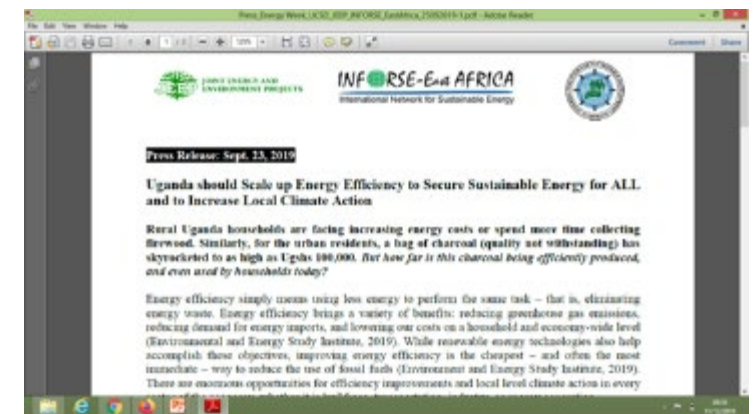 Press_Energy Week_UCSD_JEEP_INFORSE_EastAfrica_23092019-1.pdf - Adobe Reader
File Edit View Window Help
Comment Share
JOINT ENERGY AND
ENVIRONMENT PROJECTS
INFORSE-East AFRICA
International Network for Sustainable Energy
Press Release: Sept. 23, 2019
Uganda should Scale up Energy Efficiency to Secure Sustainable Energy for ALL
and to Increase Local Climate Action
Rural Uganda households are facing increasing energy costs or spend more time collecting
firewood. Similarly, for the urban residents, a bag of charcoal (quality not withstanding) has
skyrocketed to as high as Ugshs 100,000. But how far is this charcoal being efficiently produced,
and even used by households today?
Energy efficiency simply means using less energy to perform the same task – that is, eliminating
energy waste. Energy efficiency brings a variety of benefits: reducing greenhouse gas emissions,
reducing demand for energy imports, and lowering our costs on a household and economy-wide level
(Environmental and Energy Study Institute, 2019). While renewable energy technologies also help
accomplish these objectives, improving energy efficiency is the cheapest – and often the most
immediate – way to reduce the use of fossil fuels (Environment and Energy Study Institute, 2019).
There are enormous opportunities for efficiency improvements and local level climate action in every